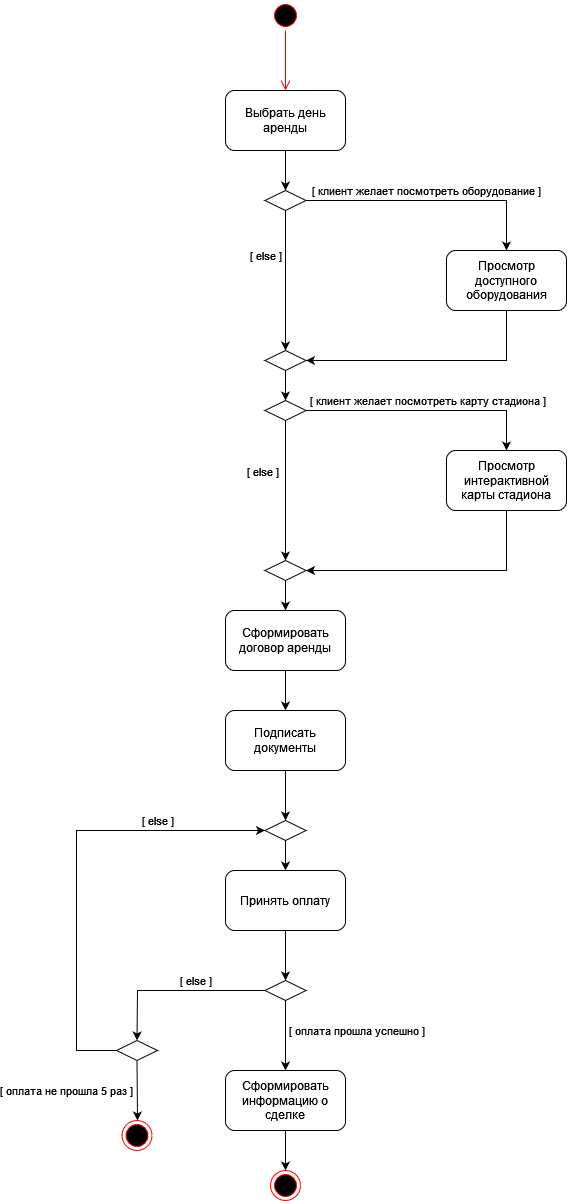 Выбрать день
аренды
[ клиент желает посмотреть оборудование ]
[ else ]
Просмотр
доступного
оборудования
[ клиент желает посмотреть карту стадиона ]
[ else ]
Просмотр
интерактивной
карты стадиона
Сформировать
договор аренды
Подписать
документы
[ else ]
Принять оплату
[ else ]
[ оплата прошла успешно ]
[ оплата не прошла 5 раз ]
Сформировать
информацию о
сделке